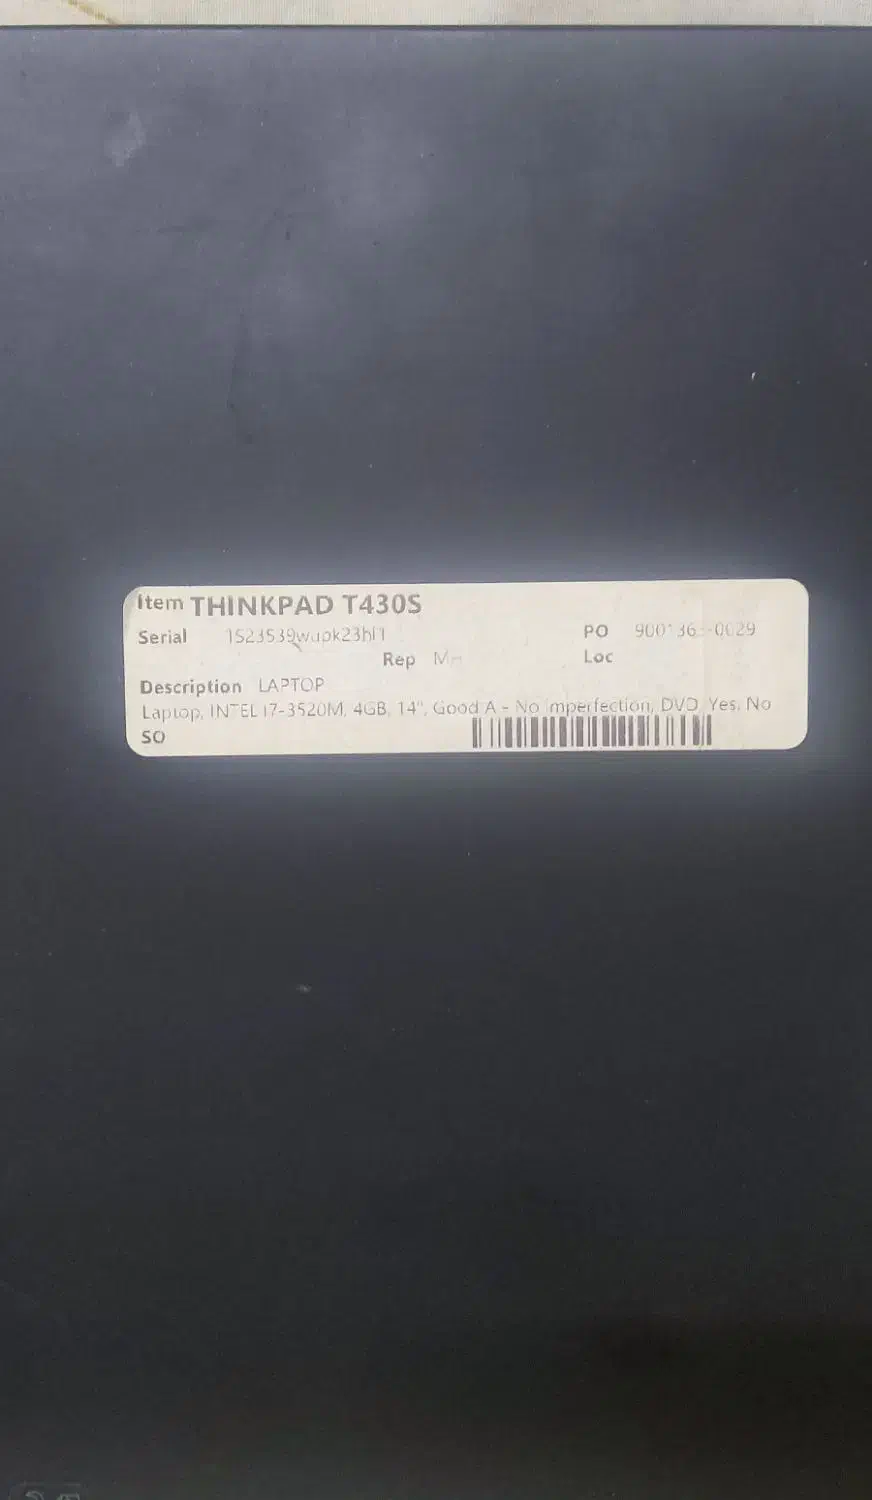 Item THINKPAD T430S
Serial PO
Rep Loc
Description LAPTOP
Laptop, INTEL i7-3520M, 4GB, 14", Good A - No Imperfection, DVD, Yes, No
SO